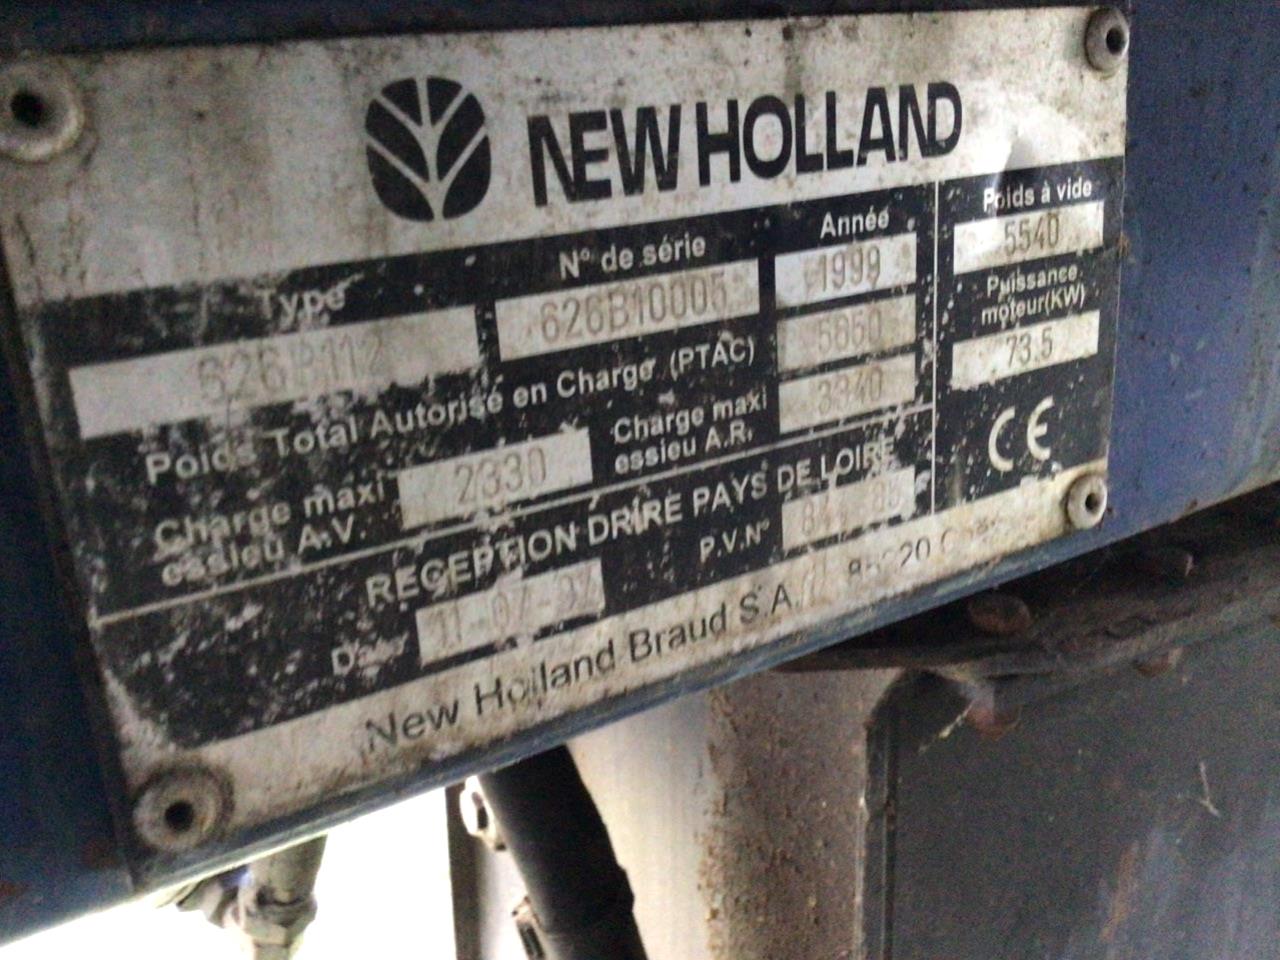 NEW HOLLAND
Type
626B112
N° de série
626B10005
Année
1999
Poids à vide
5540
Poids Total Autorisé en Charge (PTAC)
5650
Puissance
moteur(KW)
73.5
Charge maxi
essieu A.V.
2330
Charge maxi
essieu A.R.
3340
CE
RECEPTION DRIRE PAYS DE LOIRE
Date
P.V.N°
New Holland Braud S.A.